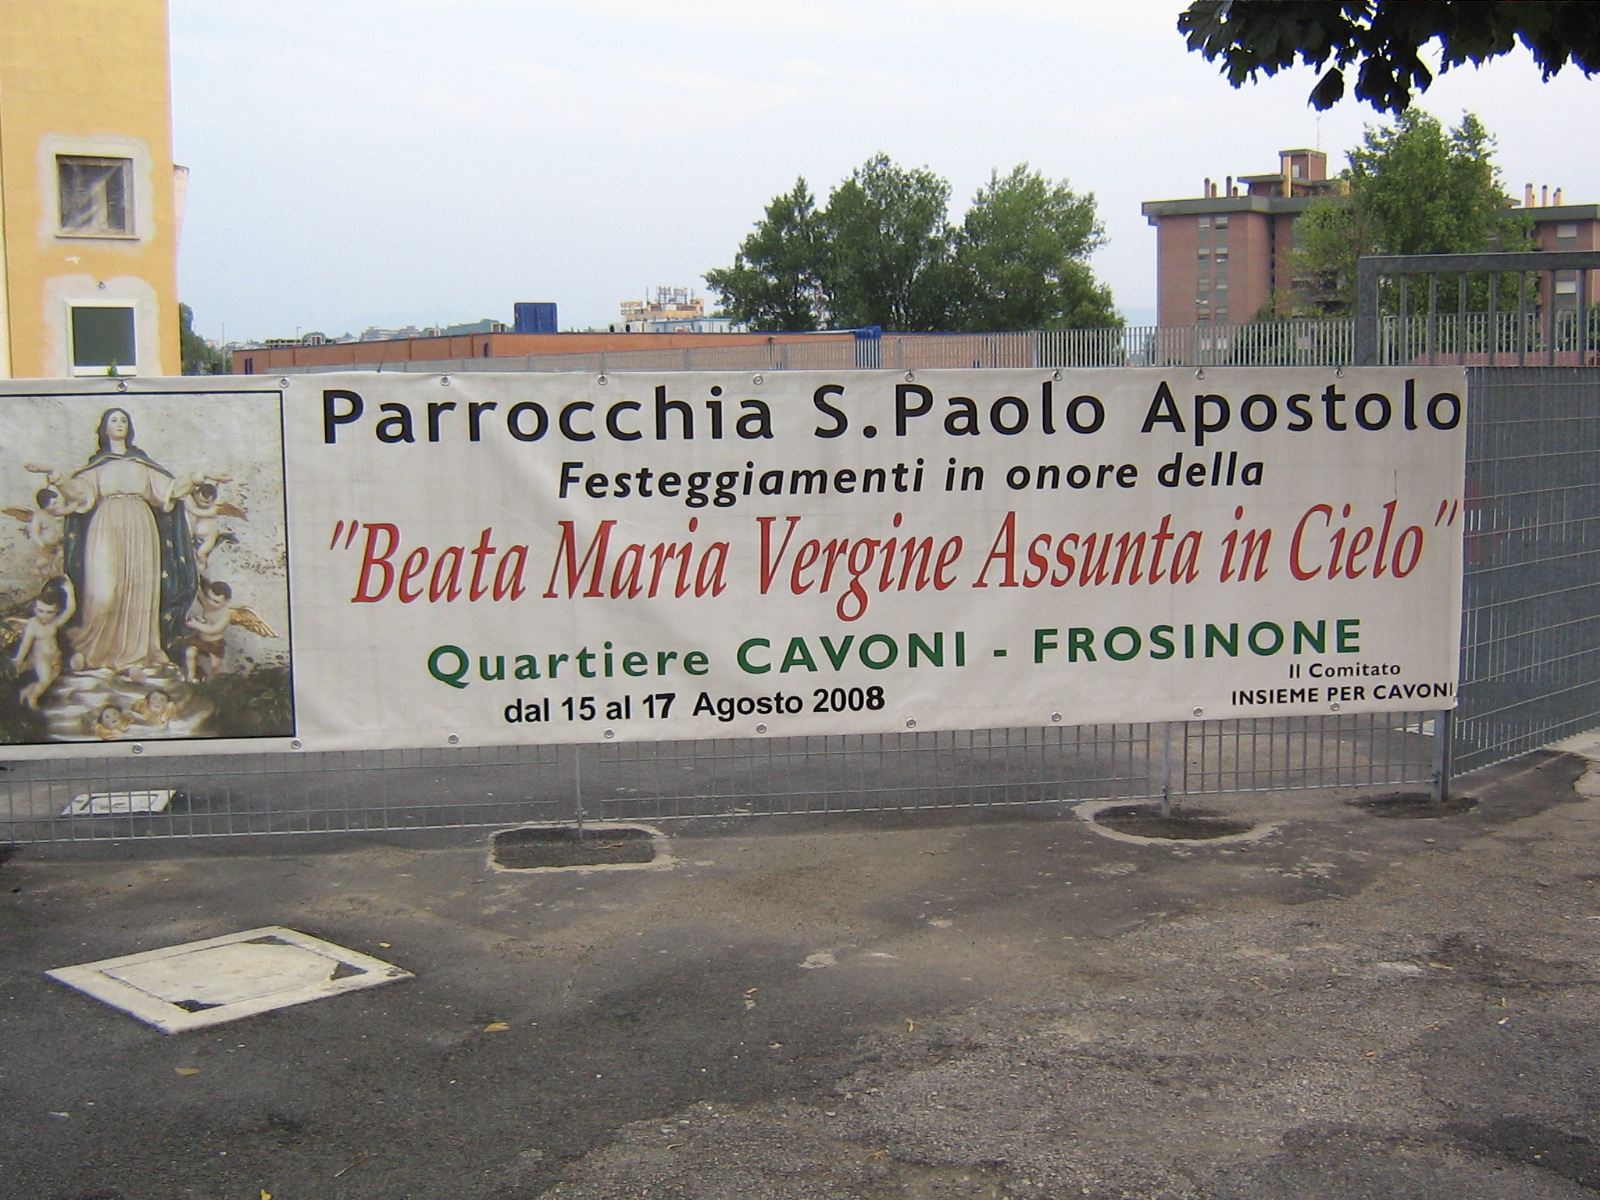 Parrocchia S.Paolo Apostolo
Festeggiamenti in onore della
"Beata Maria Vergine Assunta in Cielo"
Quartiere CAVONI - FROSINONE
dal 15 al 17 Agosto 2008
Il Comitato
INSIEME PER CAVONI